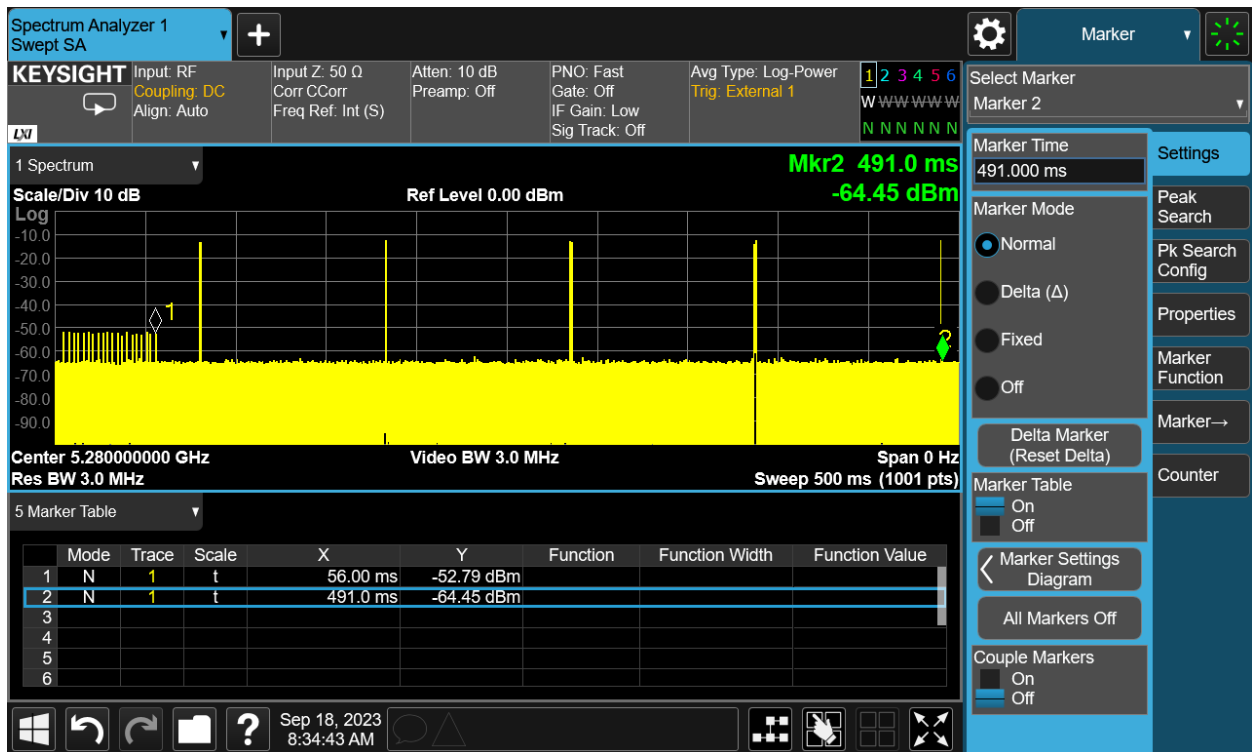 Spectrum Analyzer 1
Swept SA
+
Marker
KEYSIGHT
LXI
Input: RF
Coupling: DC
Align: Auto
Input Z: 50 Ω
Corr CCorr
Freq Ref: Int (S)
Atten: 10 dB
Preamp: Off
PNO: Fast
Gate: Off
IF Gain: Low
Sig Track: Off
Avg Type: Log-Power
Trig: External 1
1 2 3 4 5 6
W W W W W W
N N N N N N
1 Spectrum
Mkr2 491.0 ms
-64.45 dBm
Scale/Div 10 dB
Ref Level 0.00 dBm
Log
-10.0
-20.0
-30.0
-40.0
-50.0
-60.0
-70.0
-80.0
-90.0
1
2
Center 5.280000000 GHz
Video BW 3.0 MHz
Span 0 Hz
Res BW 3.0 MHz
Sweep 500 ms (1001 pts)
5 Marker Table
Mode Trace Scale X Y Function Function Width Function Value
1 N 1 t 56.00 ms -52.79 dBm
2 N 1 t 491.0 ms -64.45 dBm
3
4
5
6
Select Marker
Marker 2
Marker Time
491.000 ms
Marker Mode
Normal
Delta (Δ)
Fixed
Off
Delta Marker
(Reset Delta)
Marker Table
On
Off
Marker Settings
Diagram
All Markers Off
Couple Markers
On
Off
Settings
Peak
Search
Pk Search
Config
Properties
Marker
Function
Marker→
Counter
?
Sep 18, 2023
8:34:43 AM